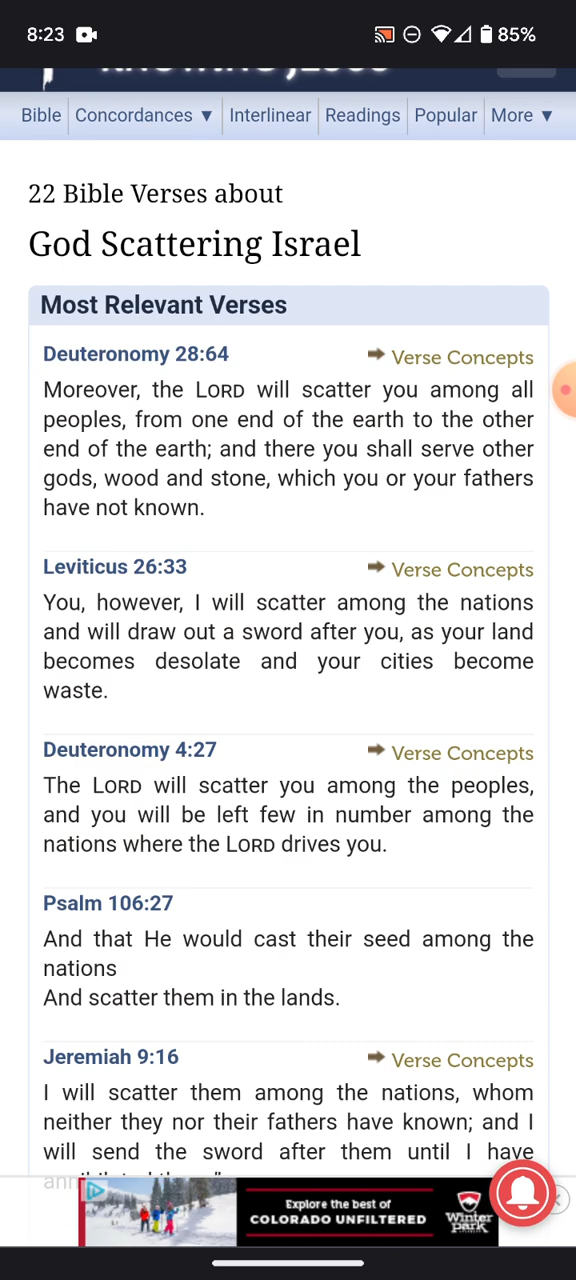 8:23 85%
Bible Concordances ▼ Interlinear Readings Popular More ▼
22 Bible Verses about
God Scattering Israel
Most Relevant Verses
Deuteronomy 28:64 ➡ Verse Concepts
Moreover, the LORD will scatter you among all
peoples, from one end of the earth to the other
end of the earth; and there you shall serve other
gods, wood and stone, which you or your fathers
have not known.
Leviticus 26:33 ➡ Verse Concepts
You, however, I will scatter among the nations
and will draw out a sword after you, as your land
becomes desolate and your cities become
waste.
Deuteronomy 4:27 ➡ Verse Concepts
The LORD will scatter you among the peoples,
and you will be left few in number among the
nations where the LORD drives you.
Psalm 106:27
And that He would cast their seed among the
nations
And scatter them in the lands.
Jeremiah 9:16 ➡ Verse Concepts
I will scatter them among the nations, whom
neither they nor their fathers have known; and I
will send the sword after them until I have
Explore the best of
COLORADO UNFILTERED
Winter
Park